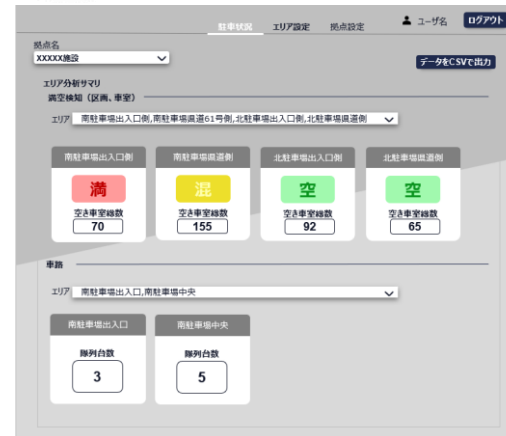 駐車状況 エリア設定 拠点設定 ユーザ名 ログアウト
拠点名
XXXXX施設
データをCSVで出力
エリア分析サマリ
満空検知（区画、車室）
エリア 南駐車場出入口側,南駐車場県道61号側,北駐車場出入口側,北駐車場県道側
南駐車場出入口側 南駐車場県道側 北駐車場出入口側 北駐車場県道側
満 混 空 空
空き車室総数 空き車室総数 空き車室総数 空き車室総数
70 155 92 65
車路
エリア 南駐車場出入口,南駐車場中央
南駐車場出入口 南駐車場中央
隊列台数 隊列台数
3 5